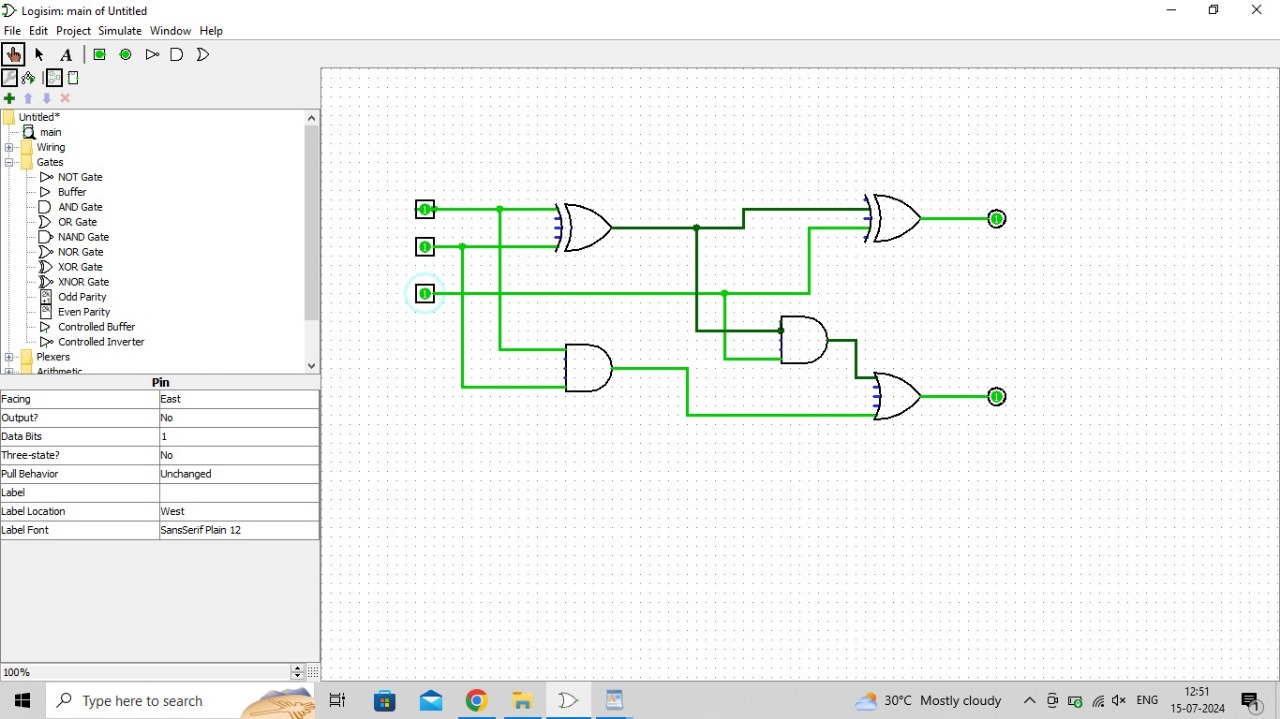 Logisim: main of Untitled
File Edit Project Simulate Window Help
A
Untitled*
main
Wiring
Gates
NOT Gate
Buffer
AND Gate
OR Gate
NAND Gate
NOR Gate
XOR Gate
XNOR Gate
Odd Parity
Even Parity
Controlled Buffer
Controlled Inverter
Plexers
Arithmetic
Pin
Facing East
Output? No
Data Bits 1
Three-state? No
Pull Behavior Unchanged
Label
Label Location West
Label Font SansSerif Plain 12
100%
1
1
1
1
1
Type here to search
30°C Mostly cloudy
ENG
12:51
15-07-2024
1